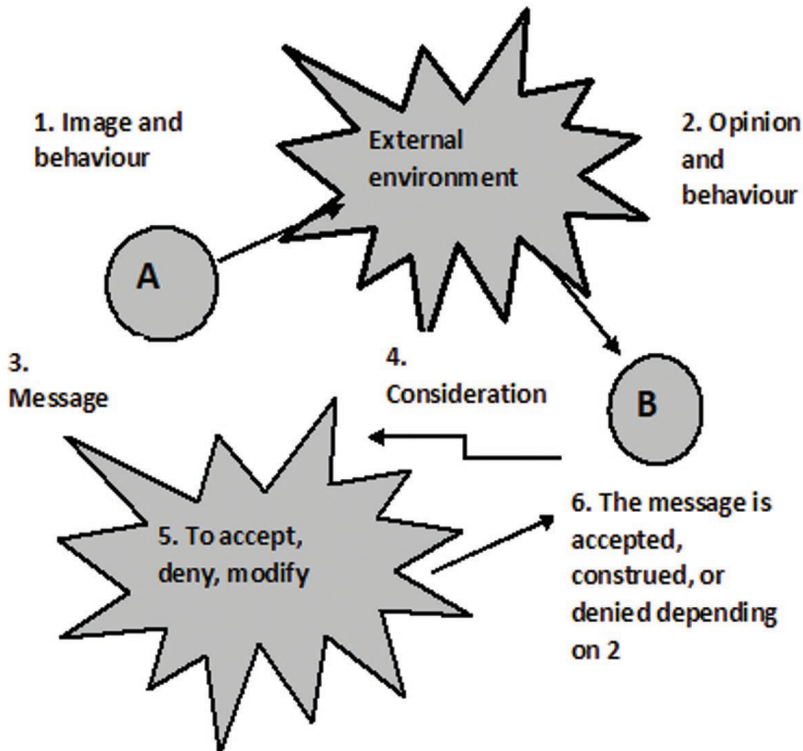 1. Image and
behaviour
External
environment
2. Opinion
and
behaviour
A
3.
Message
4.
Consideration
B
5. To accept,
deny, modify
6. The message is
accepted,
construed, or
denied depending
on 2